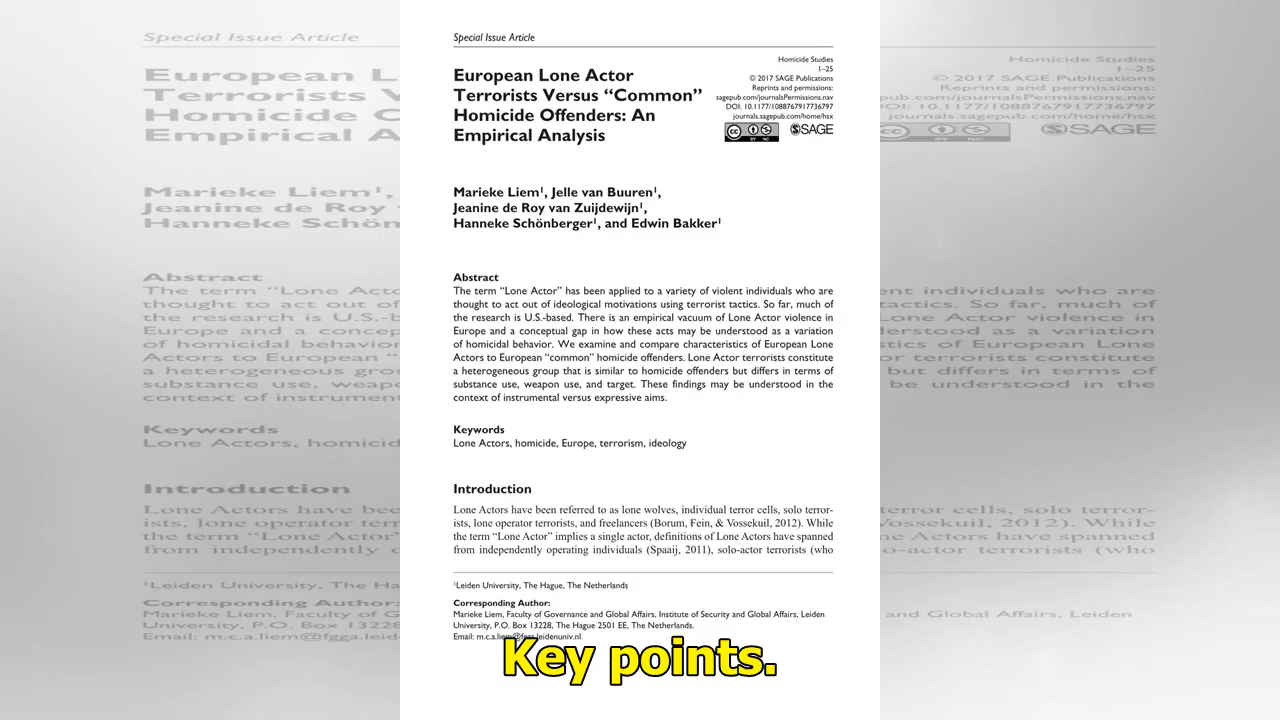 Special Issue Article
European Lone Actor
Terrorists Versus “Common”
Homicide Offenders: An
Empirical Analysis
Homicide Studies
1–25
© 2017 SAGE Publications
Reprints and permissions:
sagepub.com/journalsPermissions.nav
DOI: 10.1177/1088767917736797
journals.sagepub.com/home/hsx
CC BY NC
SAGE
Marieke Liem1, Jelle van Buuren1,
Jeanine de Roy van Zuijdewijn1,
Hanneke Schönberger1, and Edwin Bakker1
Abstract
The term “Lone Actor” has been applied to a variety of violent individuals who are
thought to act out of ideological motivations using terrorist tactics. So far, much of
the research is U.S.-based. There is an empirical vacuum of Lone Actor violence in
Europe and a conceptual gap in how these acts may be understood as a variation
of homicidal behavior. We examine and compare characteristics of European Lone
Actors to European “common” homicide offenders. Lone Actor terrorists constitute
a heterogeneous group that is similar to homicide offenders but differs in terms of
substance use, weapon use, and target. These findings may be understood in the
context of instrumental versus expressive aims.
Keywords
Lone Actors, homicide, Europe, terrorism, ideology
Introduction
Lone Actors have been referred to as lone wolves, individual terror cells, solo terror-
ists, lone operator terrorists, and freelancers (Borum, Fein, & Vossekuil, 2012). While
the term “Lone Actor” implies a single actor, definitions of Lone Actors have spanned
from independently operating individuals (Spaaij, 2011), solo-actor terrorists (who
1Leiden University, The Hague, The Netherlands
Corresponding Author:
Marieke Liem, Faculty of Governance and Global Affairs, Institute of Security and Global Affairs, Leiden
University, P.O. Box 13228, The Hague 2501 EE, The Netherlands.
Email: m.c.a.liem@fgga.leidenuniv.nl
Key points.